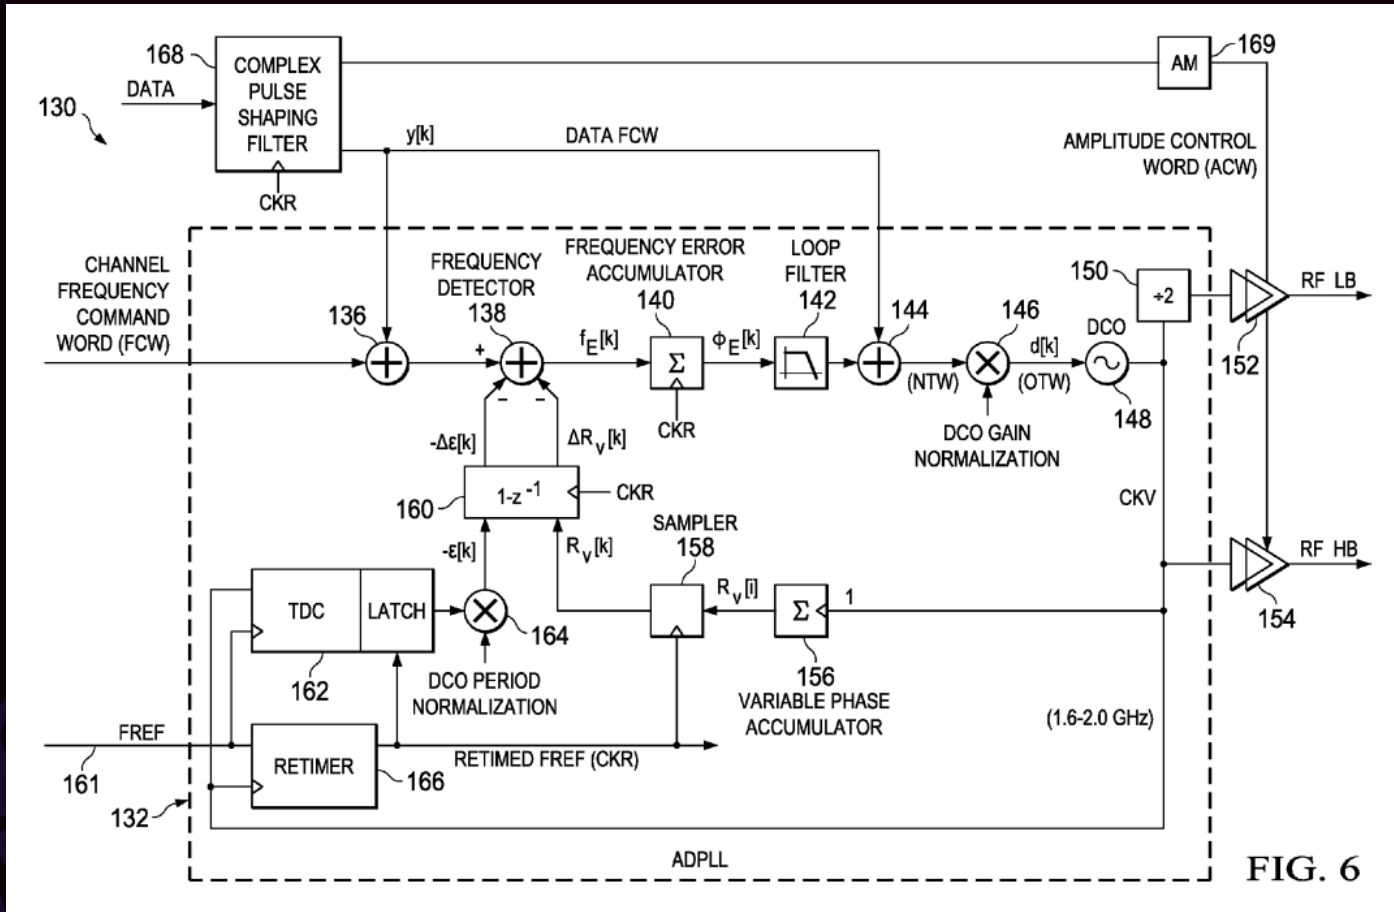 168
COMPLEX
PULSE
SHAPING
FILTER
AM
169
DATA
130
y[k]
DATA FCW
AMPLITUDE CONTROL
WORD (ACW)
CKR
CHANNEL
FREQUENCY
COMMAND
WORD (FCW)
FREQUENCY
DETECTOR
138
FREQUENCY ERROR
ACCUMULATOR
140
LOOP
FILTER
142
150
÷2
RF LB
136
144
146
DCO
+
+
+
fE[k]
Σ
ΦE[k]
+
(NTW)
×
d[k]
(OTW)
~
152
148
-
-
CKR
DCO GAIN
NORMALIZATION
-Δε[k]
ΔRv[k]
160
1-z-1
CKR
CKV
-ε[k]
Rv[k]
SAMPLER
158
RF HB
TDC
LATCH
×
164
Rv[i]
Σ
1
154
162
DCO PERIOD
NORMALIZATION
156
VARIABLE PHASE
ACCUMULATOR
(1.6-2.0 GHz)
FREF
161
RETIMER
166
RETIMED FREF (CKR)
132
ADPLL
FIG. 6